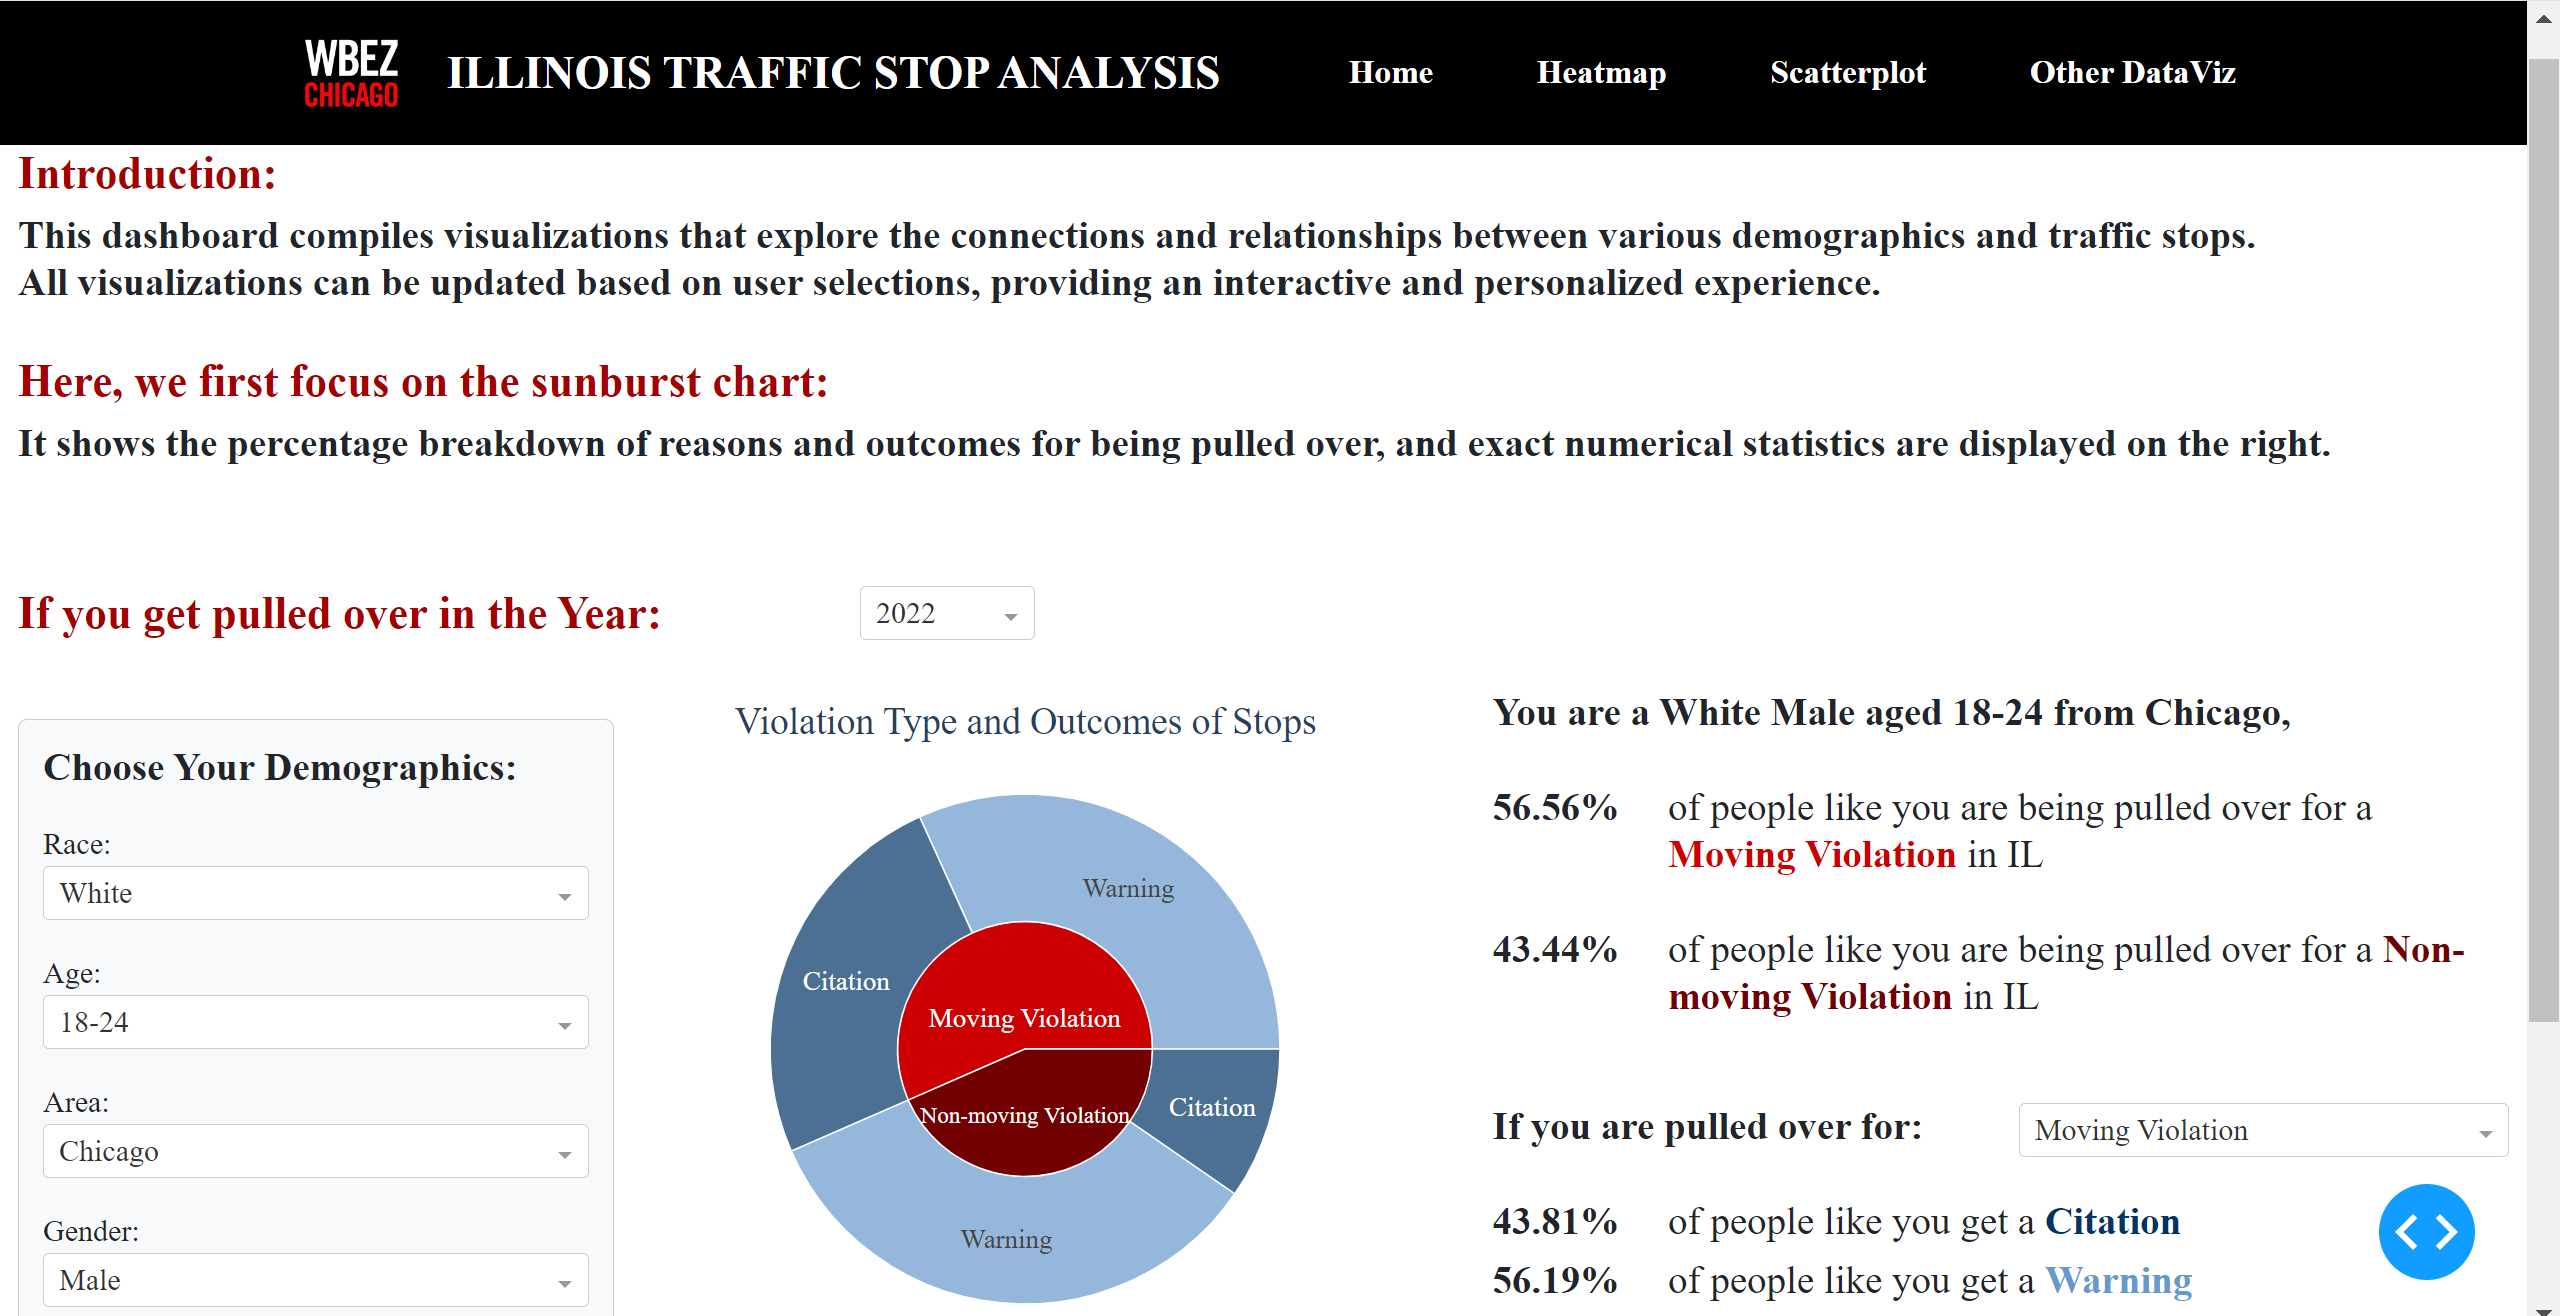 WBEZ
CHICAGO
ILLINOIS TRAFFIC STOP ANALYSIS
Home
Heatmap
Scatterplot
Other DataViz
Introduction:
This dashboard compiles visualizations that explore the connections and relationships between various demographics and traffic stops.
All visualizations can be updated based on user selections, providing an interactive and personalized experience.
Here, we first focus on the sunburst chart:
It shows the percentage breakdown of reasons and outcomes for being pulled over, and exact numerical statistics are displayed on the right.
If you get pulled over in the Year:
2022
Choose Your Demographics:
Race:
White
Age:
18-24
Area:
Chicago
Gender:
Male
Violation Type and Outcomes of Stops
Warning
Citation
Moving Violation
Non-moving Violation
Citation
Warning
You are a White Male aged 18-24 from Chicago,
56.56% of people like you are being pulled over for a
Moving Violation in IL
43.44% of people like you are being pulled over for a Non-
moving Violation in IL
If you are pulled over for:
Moving Violation
43.81% of people like you get a Citation
56.19% of people like you get a Warning